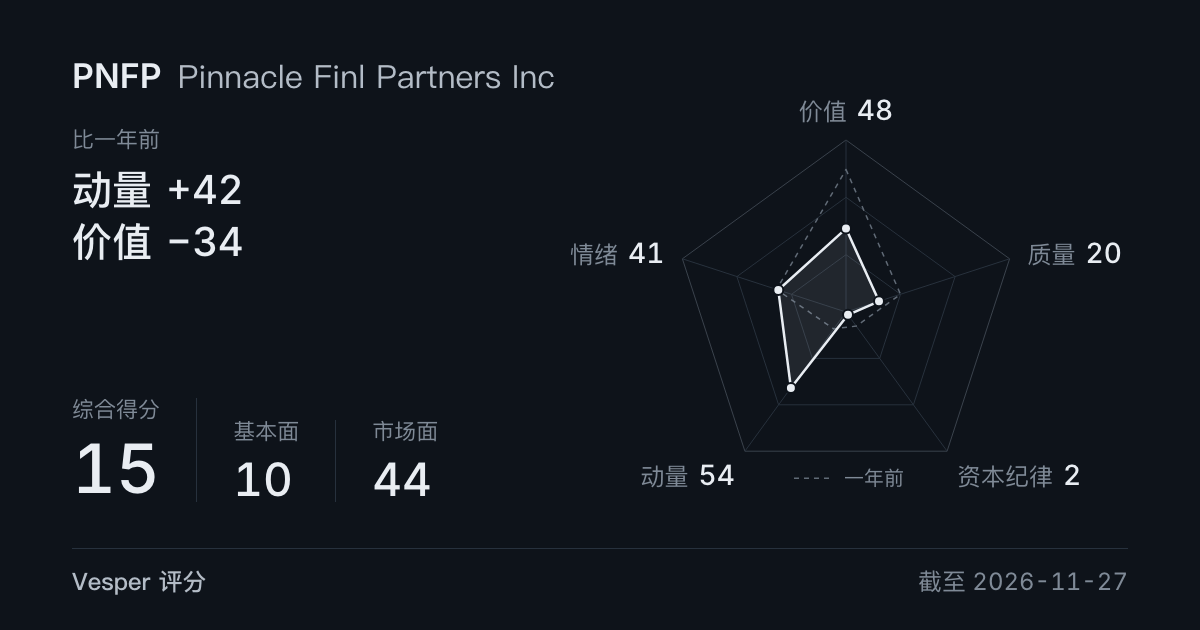 PNFP Pinnacle Finl Partners Inc
比一年前
动量 +42
价值 −34
价值 48
情绪 41
质量 20
动量 54
---- 一年前
资本纪律 2
综合得分
15
基本面
10
市场面
44
Vesper 评分
截至 2026-11-27